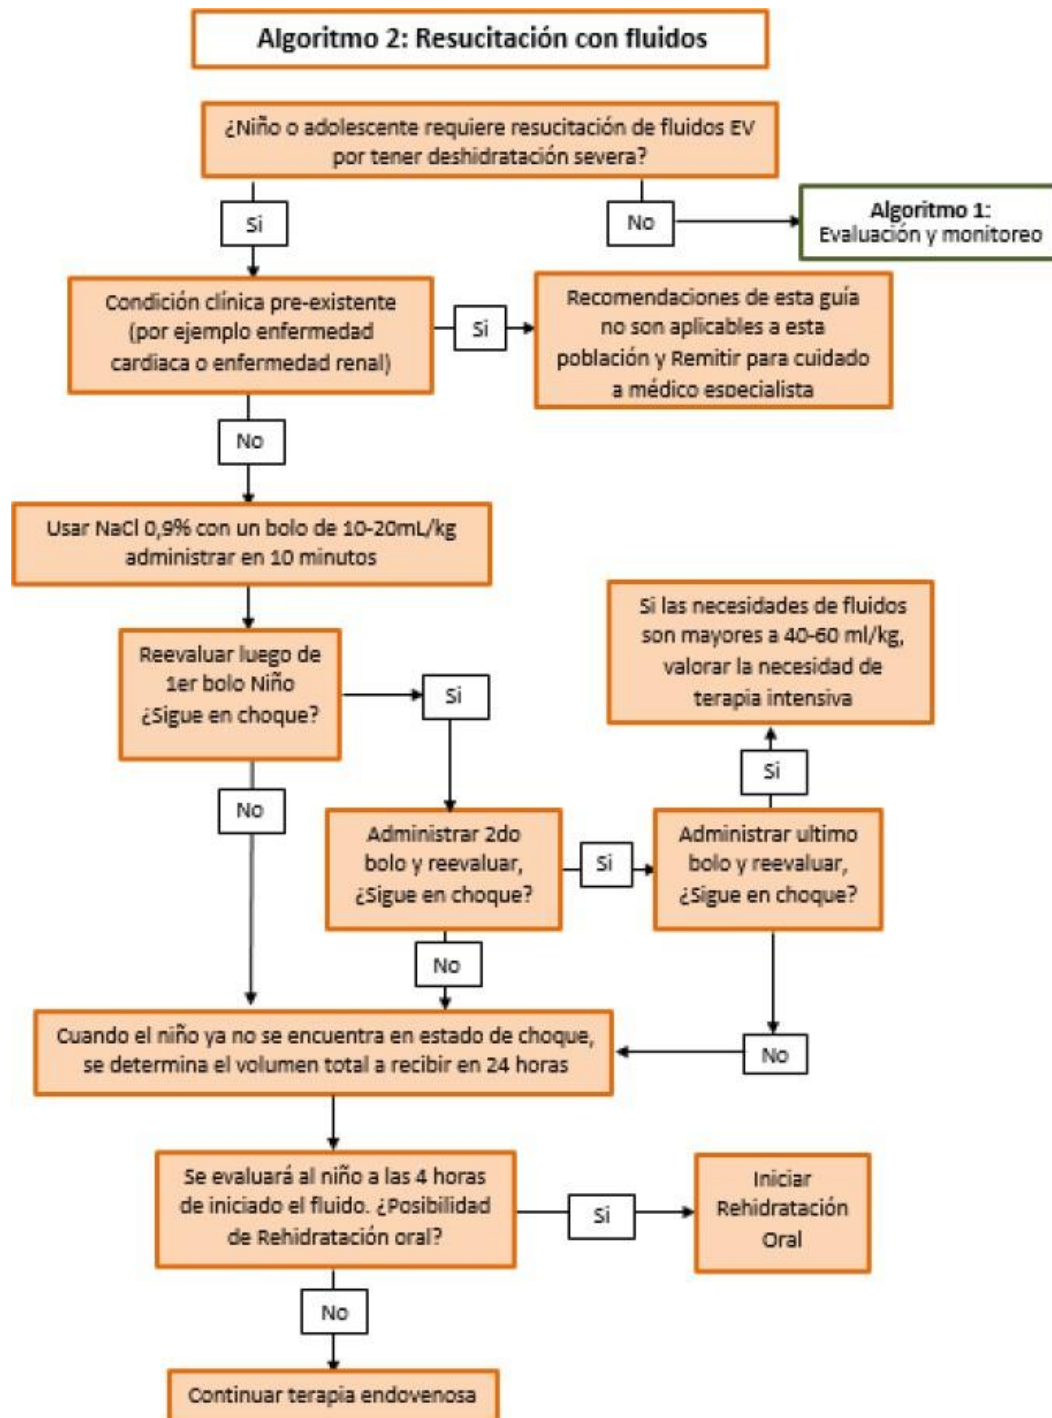 Algoritmo 2: Resucitación con fluidos
¿Niño o adolescente requiere resucitación de fluidos EV
por tener deshidratación severa?
Si
No
Algoritmo 1:
Evaluación y monitoreo
Condición clínica pre-existente
(por ejemplo enfermedad
cardiaca o enfermedad renal)
Si
Recomendaciones de esta guía
no son aplicables a esta
población y Remitir para cuidado
a médico especialista
No
Usar NaCl 0,9% con un bolo de 10-20mL/kg
administrar en 10 minutos
Reevaluar luego de
1er bolo Niño
¿Sigue en choque?
Si
Si las necesidades de fluidos
son mayores a 40-60 ml/kg,
valorar la necesidad de
terapia intensiva
Si
No
Administrar 2do
bolo y reevaluar,
¿Sigue en choque?
Si
Administrar ultimo
bolo y reevaluar,
¿Sigue en choque?
No
No
Cuando el niño ya no se encuentra en estado de choque,
se determina el volumen total a recibir en 24 horas
Se evaluará al niño a las 4 horas
de iniciado el fluido. ¿Posibilidad
de Rehidratación oral?
Si
Iniciar
Rehidratación
Oral
No
Continuar terapia endovenosa